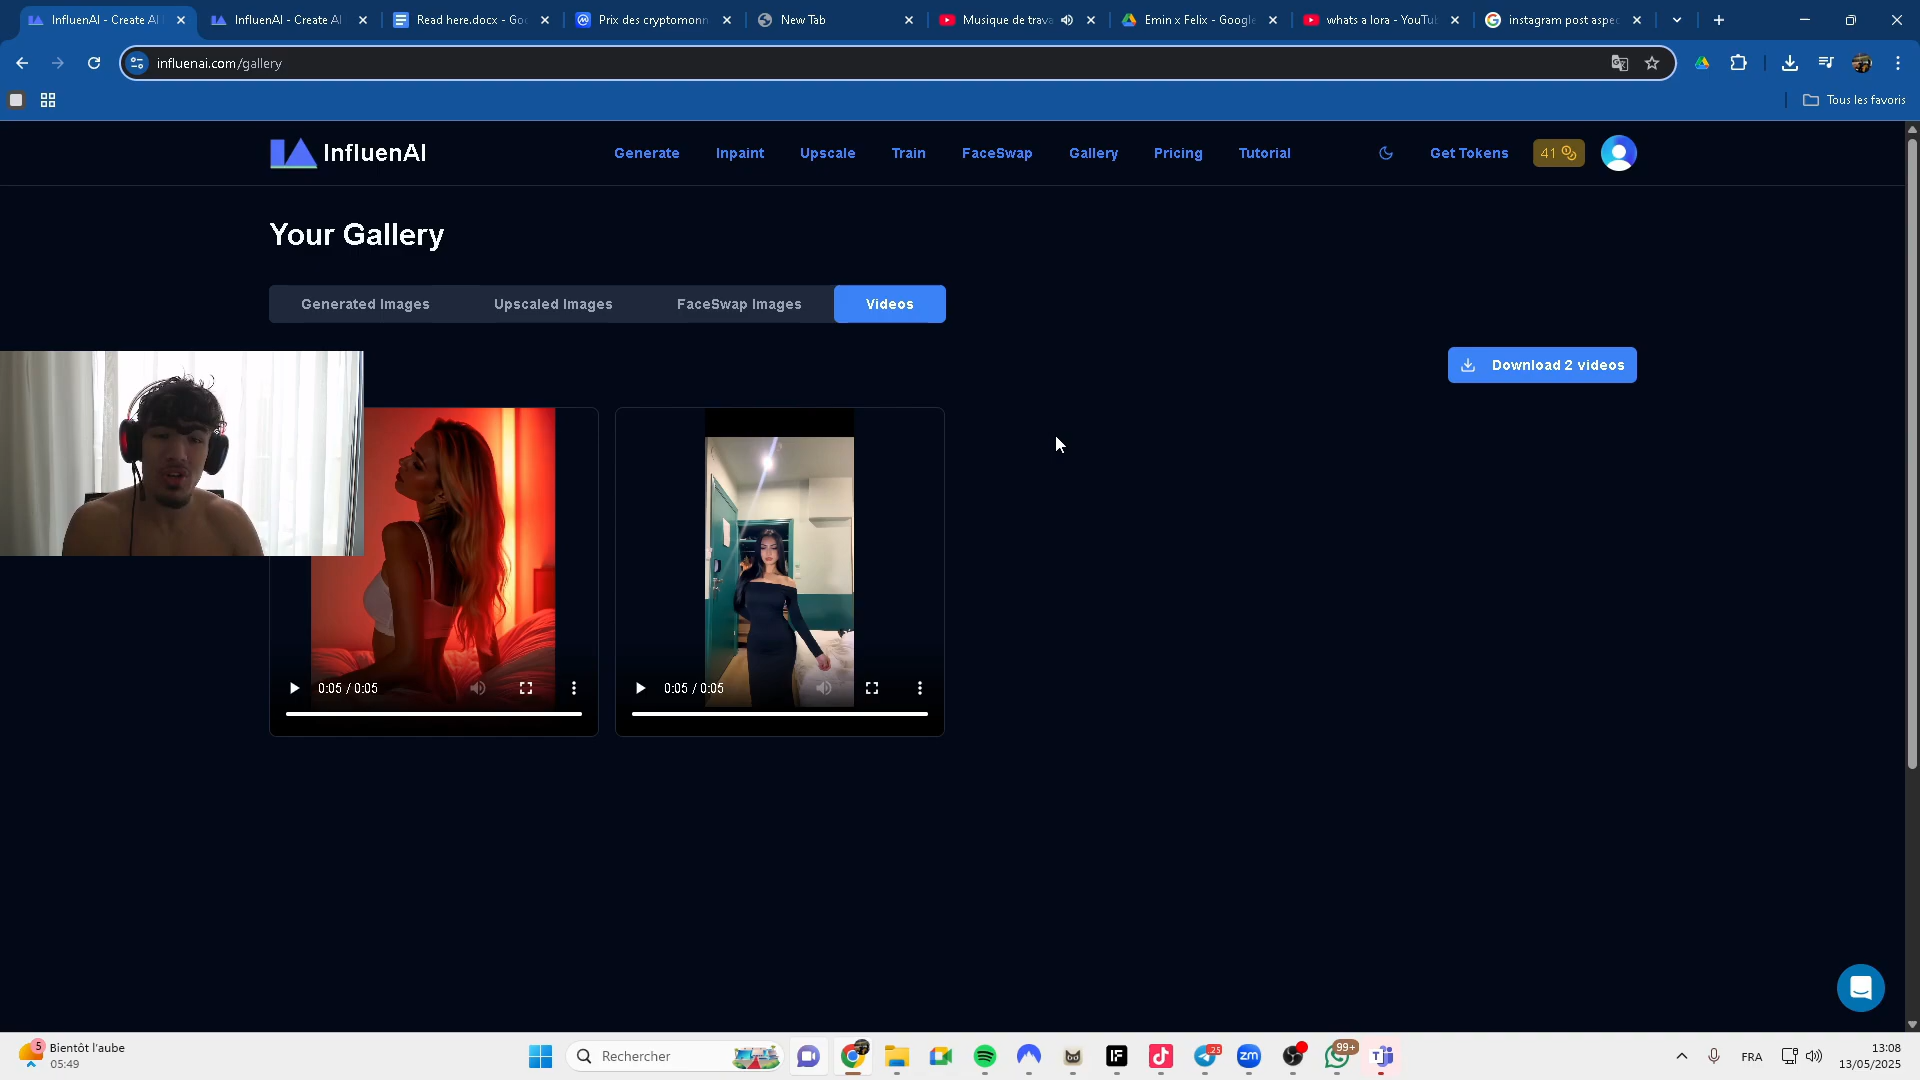 InfluenAI - Create AI
InfluenAI - Create AI
Read here.docx - Goo
Prix des cryptomonn
New Tab
Musique de trava
Emin x Felix - Google
whats a lora - YouTu
instagram post aspec
influenai.com/gallery
Tous les favoris
InfluenAI
Generate
Inpaint
Upscale
Train
FaceSwap
Gallery
Pricing
Tutorial
Get Tokens
41
Your Gallery
Generated Images
Upscaled Images
FaceSwap Images
Videos
Download 2 videos
0:05 / 0:05
0:05 / 0:05
5
Bientôt l'aube
05:49
Rechercher
25
99+
FRA
13:08
13/05/2025